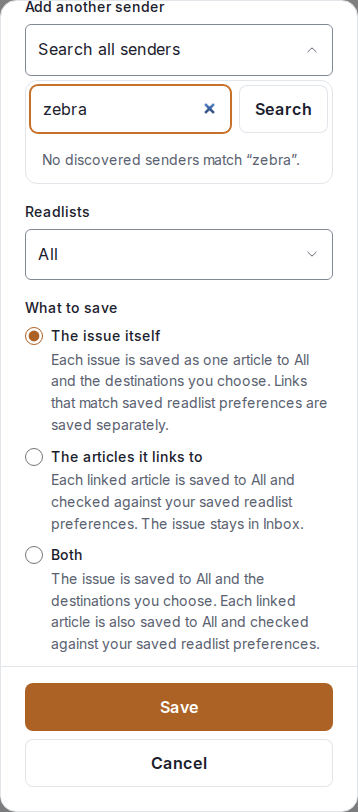 Add another sender
Search all senders
zebra
Search
No discovered senders match “zebra”.
Readlists
All
What to save
The issue itself
Each issue is saved as one article to All
and the destinations you choose. Links
that match saved readlist preferences are
saved separately.
The articles it links to
Each linked article is saved to All and
checked against your saved readlist
preferences. The issue stays in Inbox.
Both
The issue is saved to All and the
destinations you choose. Each linked
article is also saved to All and checked
against your saved readlist preferences.
Save
Cancel